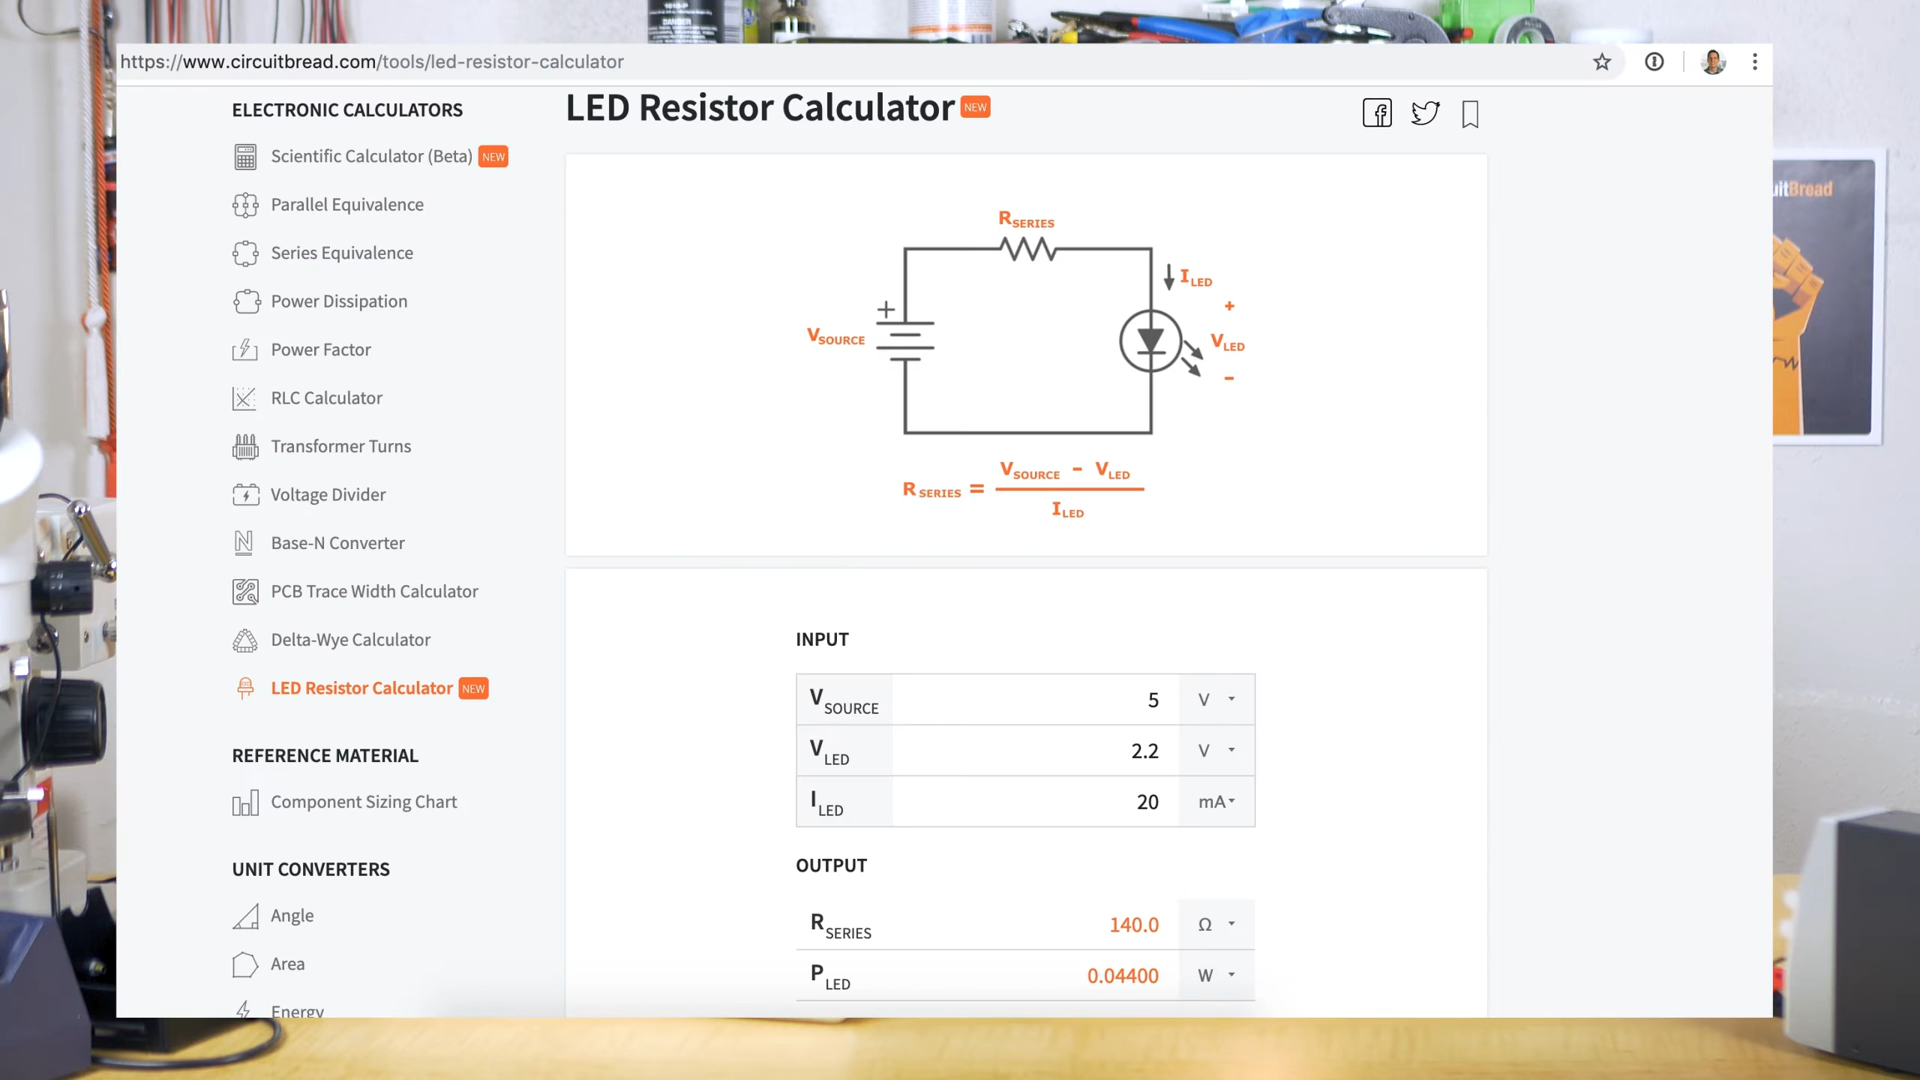 DANGER
https://www.circuitbread.com/tools/led-resistor-calculator
ELECTRONIC CALCULATORS
Scientific Calculator (Beta) NEW
Parallel Equivalence
Series Equivalence
Power Dissipation
Power Factor
RLC Calculator
Transformer Turns
Voltage Divider
Base-N Converter
PCB Trace Width Calculator
Delta-Wye Calculator
LED Resistor Calculator NEW
REFERENCE MATERIAL
Component Sizing Chart
UNIT CONVERTERS
Angle
Area
Energy
LED Resistor Calculator NEW
RSERIES
ILED
+
VSOURCE
+
VLED
-
RSERIES = VSOURCE - VLED
ILED
INPUT
VSOURCE 5 V
VLED 2.2 V
ILED 20 mA
OUTPUT
RSERIES 140.0 Ω
PLED 0.04400 W
uitBread